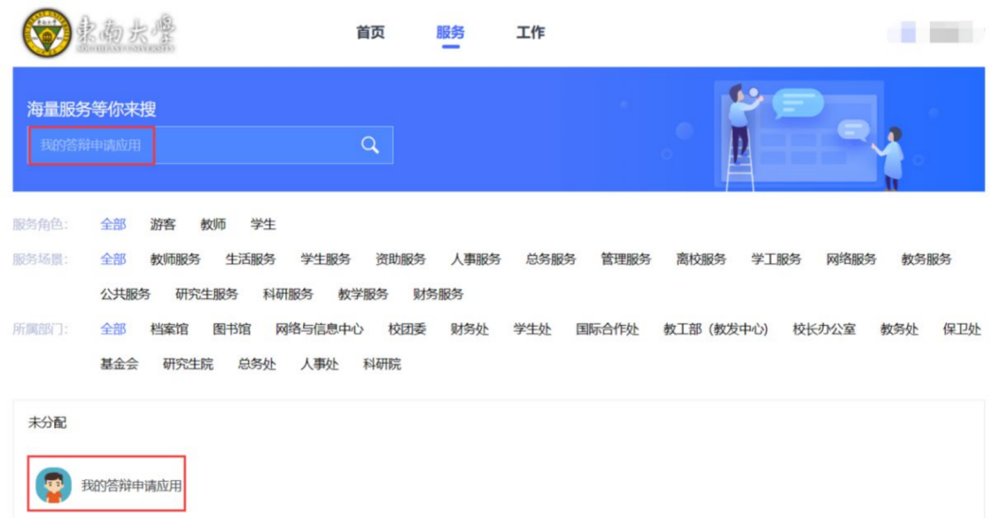 東南大學
SOUTHEAST UNIVERSITY
首页 服务 工作
海量服务等你来搜
我的答辩申请应用
服务角色: 全部 游客 教师 学生
服务场景: 全部 教师服务 生活服务 学生服务 资助服务 人事服务 总务服务 管理服务 离校服务 学工服务 网络服务 教务服务
公共服务 研究生服务 科研服务 教学服务 财务服务
所属部门: 全部 档案馆 图书馆 网络与信息中心 校团委 财务处 学生处 国际合作处 教工部（教发中心） 校长办公室 教务处 保卫处
基金会 研究生院 总务处 人事处 科研院
未分配
我的答辩申请应用